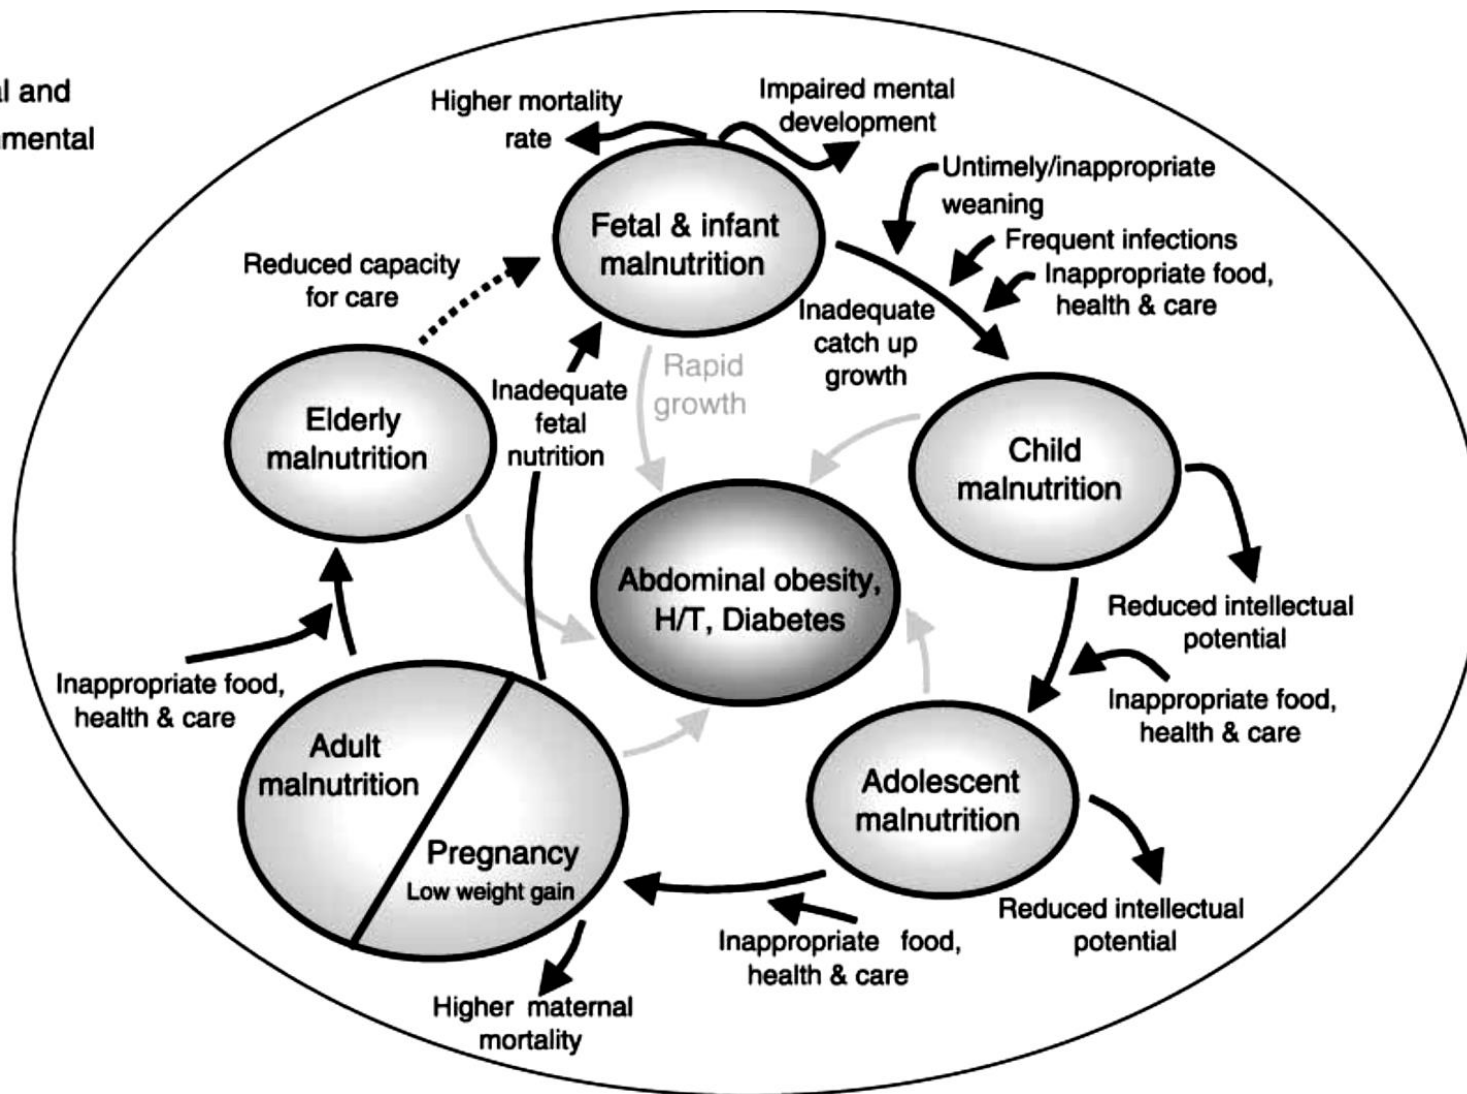 al and
mental
Higher mortality
rate
Impaired mental
development
Untimely/inappropriate
weaning
Frequent infections
Inappropriate food,
health & care
Fetal & infant
malnutrition
Reduced capacity
for care
Inadequate
catch up
growth
Rapid
growth
Inadequate
fetal
nutrition
Elderly
malnutrition
Child
malnutrition
Abdominal obesity,
H/T, Diabetes
Reduced intellectual
potential
Inappropriate food,
health & care
Inappropriate food,
health & care
Adult
malnutrition
Pregnancy
Low weight gain
Adolescent
malnutrition
Reduced intellectual
potential
Inappropriate food,
health & care
Higher maternal
mortality